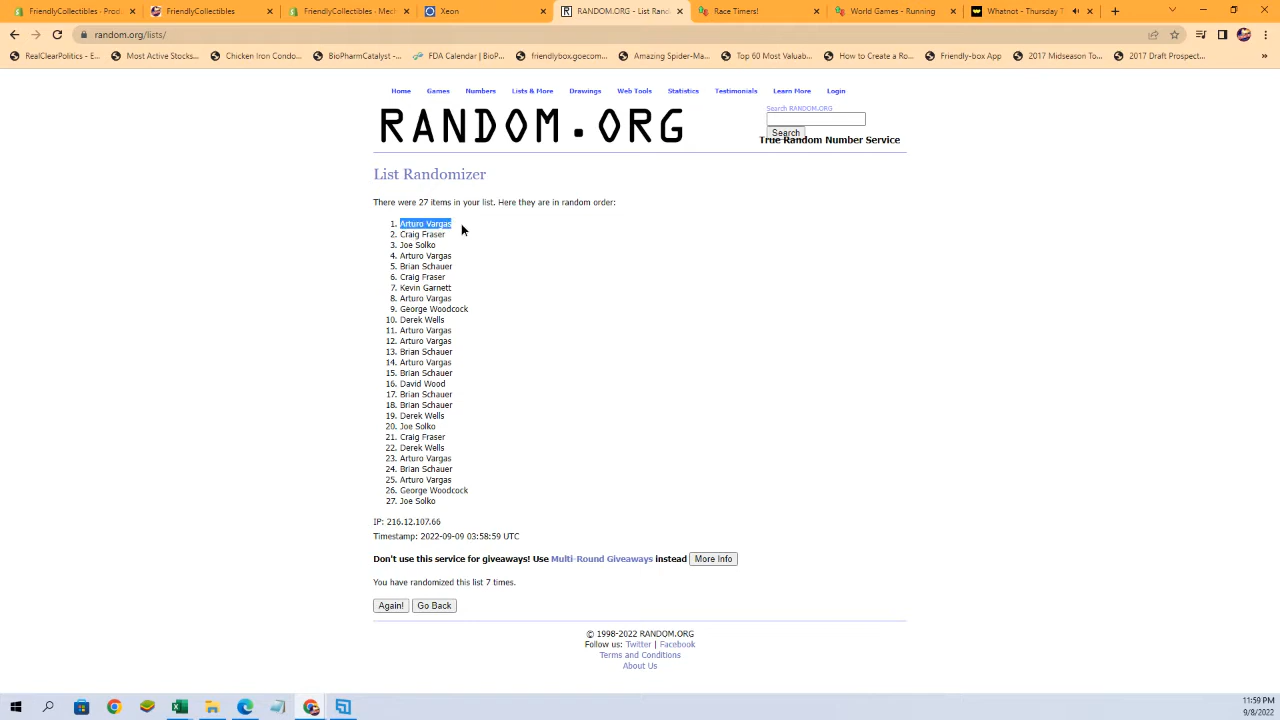 FriendlyCollectibles -
FriendlyCollectibles
FriendlyCollectibles - M
27 box
RANDOM.ORG - List Rand
Race Timers!
World Games - Running
Whatnot - Thursday T
random.org/lists/
RealClearPolitics - E...
Most Active Stocks...
Chicken Iron Condo...
BioPharmCatalyst -...
FDA Calendar | BioP...
friendlybox.goecom...
Amazing Spider-Ma...
Top 60 Most Valuab...
How to Create a Ro...
Friendly-box App
2017 Midseason To...
2017 Draft Prospect...
Home Games Numbers Lists & More Drawings Web Tools Statistics Testimonials Learn More Login
RANDOM.ORG
Search RANDOM.ORG
Search
True Random Number Service
List Randomizer
There were 27 items in your list. Here they are in random order:
1. Arturo Vargas
2. Craig Fraser
3. Joe Solko
4. Arturo Vargas
5. Brian Schauer
6. Craig Fraser
7. Kevin Garnett
8. Arturo Vargas
9. George Woodcock
10. Derek Wells
11. Arturo Vargas
12. Arturo Vargas
13. Brian Schauer
14. Arturo Vargas
15. Brian Schauer
16. David Wood
17. Brian Schauer
18. Brian Schauer
19. Derek Wells
20. Joe Solko
21. Craig Fraser
22. Derek Wells
23. Arturo Vargas
24. Brian Schauer
25. Arturo Vargas
26. George Woodcock
27. Joe Solko
IP: 216.12.107.66
Timestamp: 2022-09-09 03:58:59 UTC
Don't use this service for giveaways! Use Multi-Round Giveaways instead More Info
You have randomized this list 7 times.
Again! Go Back
© 1998-2022 RANDOM.ORG
Follow us: Twitter | Facebook
Terms and Conditions
About Us
11:59 PM
9/8/2022